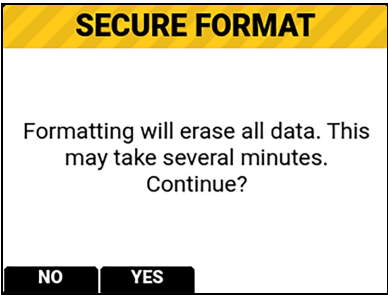 SECURE FORMAT
Formatting will erase all data. This
may take several minutes.
Continue?
NO YES